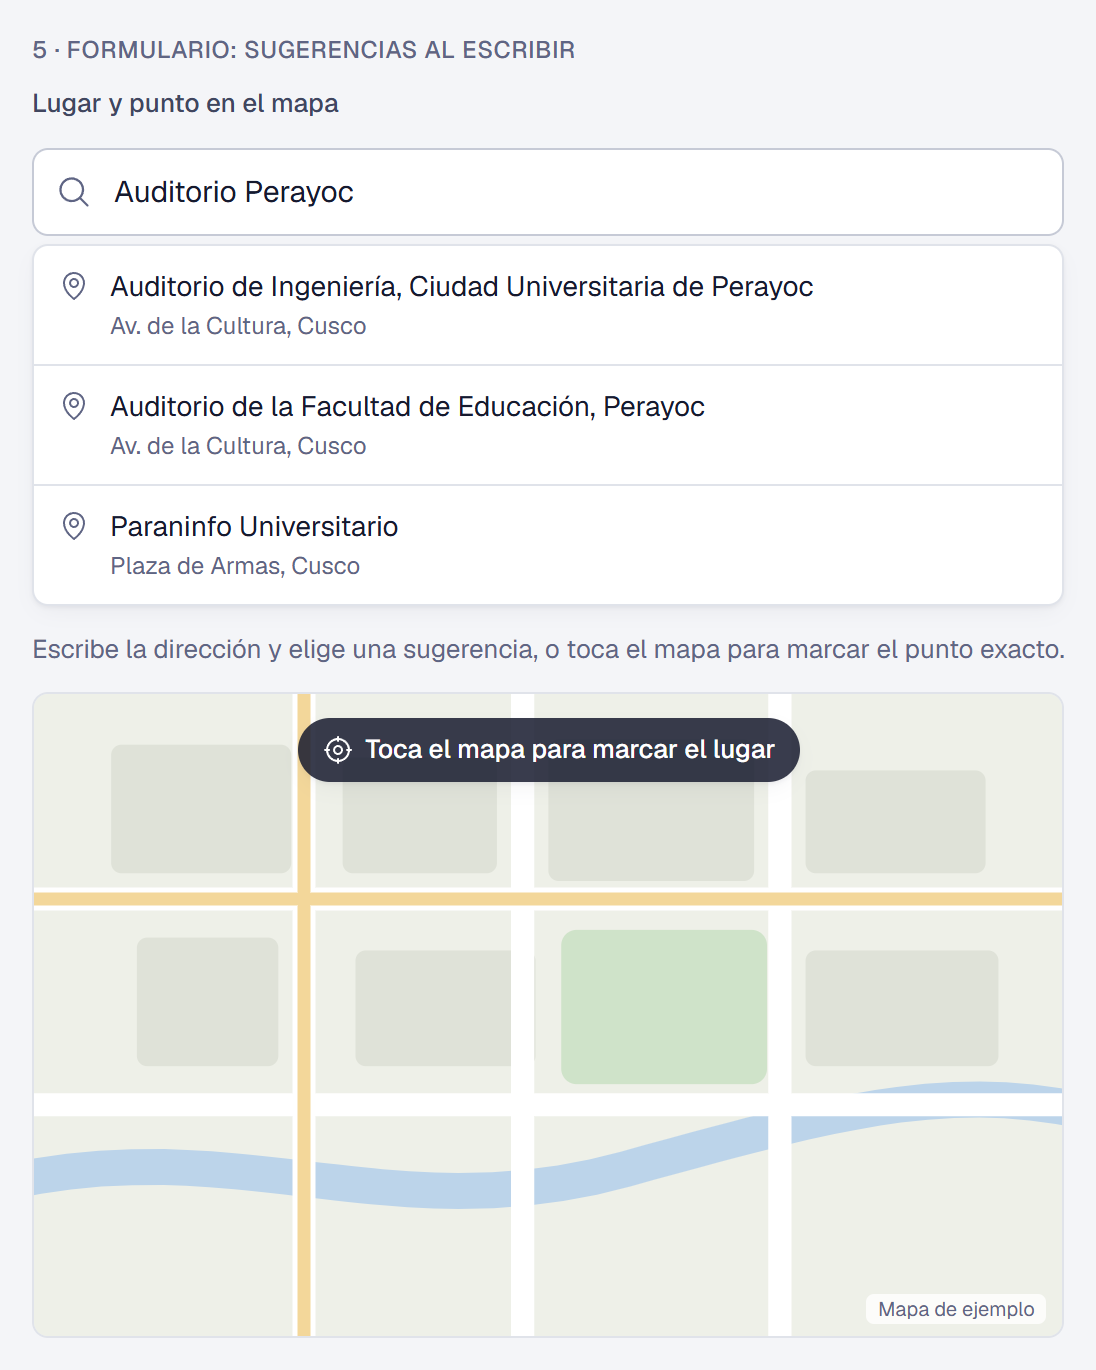 5 · FORMULARIO: SUGERENCIAS AL ESCRIBIR
Lugar y punto en el mapa
Auditorio Perayoc
Auditorio de Ingeniería, Ciudad Universitaria de Perayoc
Av. de la Cultura, Cusco
Auditorio de la Facultad de Educación, Perayoc
Av. de la Cultura, Cusco
Paraninfo Universitario
Plaza de Armas, Cusco
Escribe la dirección y elige una sugerencia, o toca el mapa para marcar el punto exacto.
Toca el mapa para marcar el lugar
Mapa de ejemplo